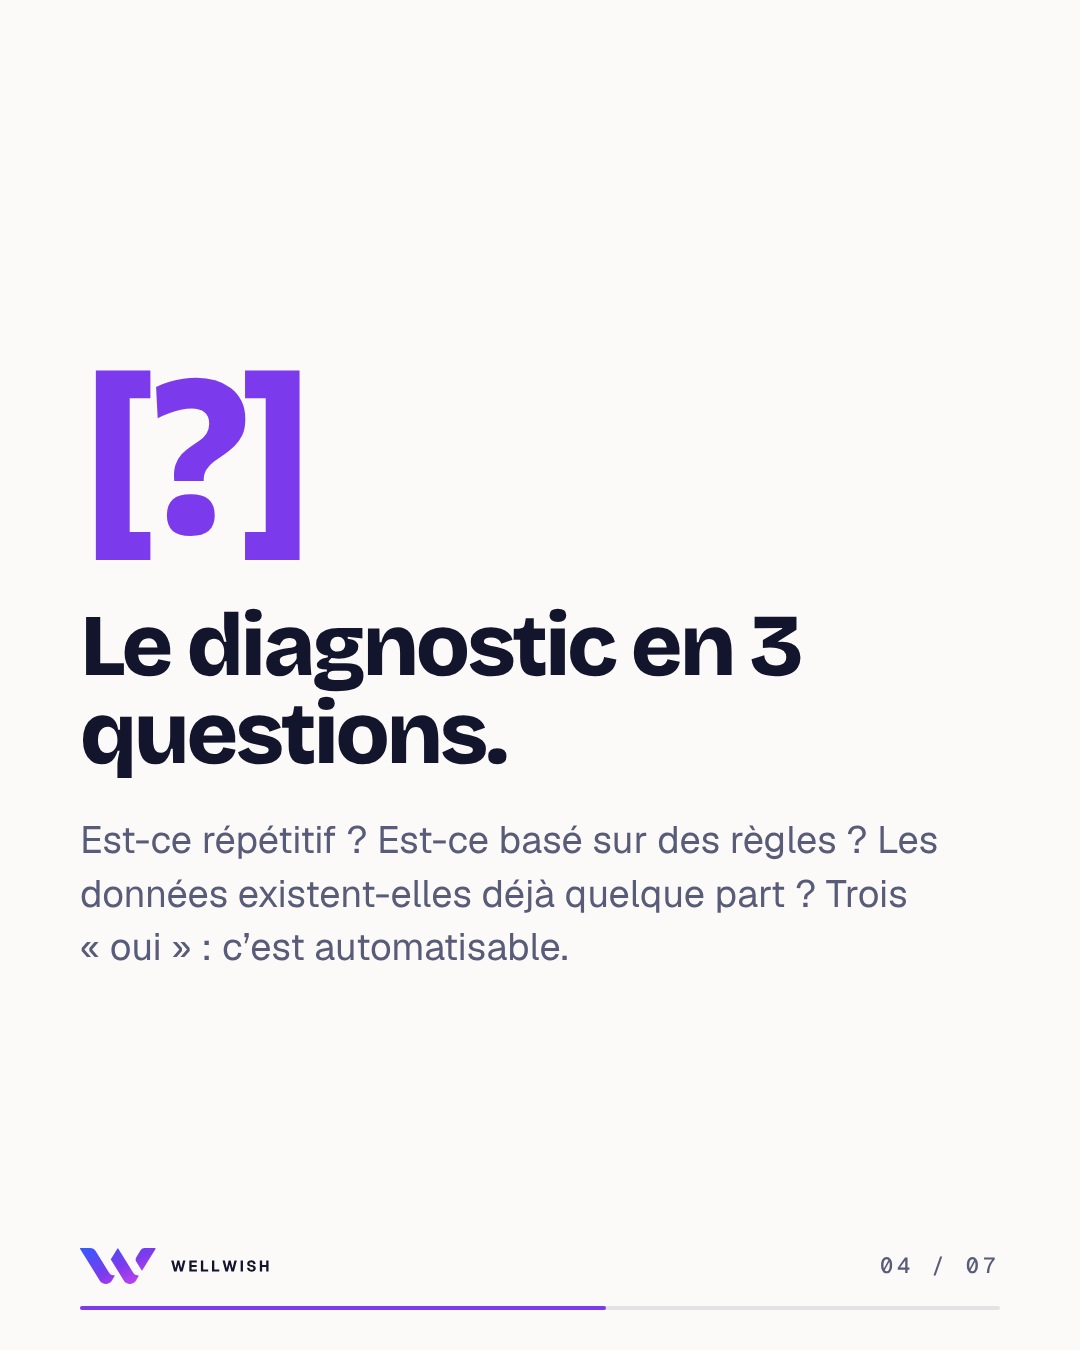 [?]
Le diagnostic en 3
questions.
Est-ce répétitif ? Est-ce basé sur des règles ? Les
données existent-elles déjà quelque part ? Trois
« oui » : c’est automatisable.
WELLWISH
04 / 07